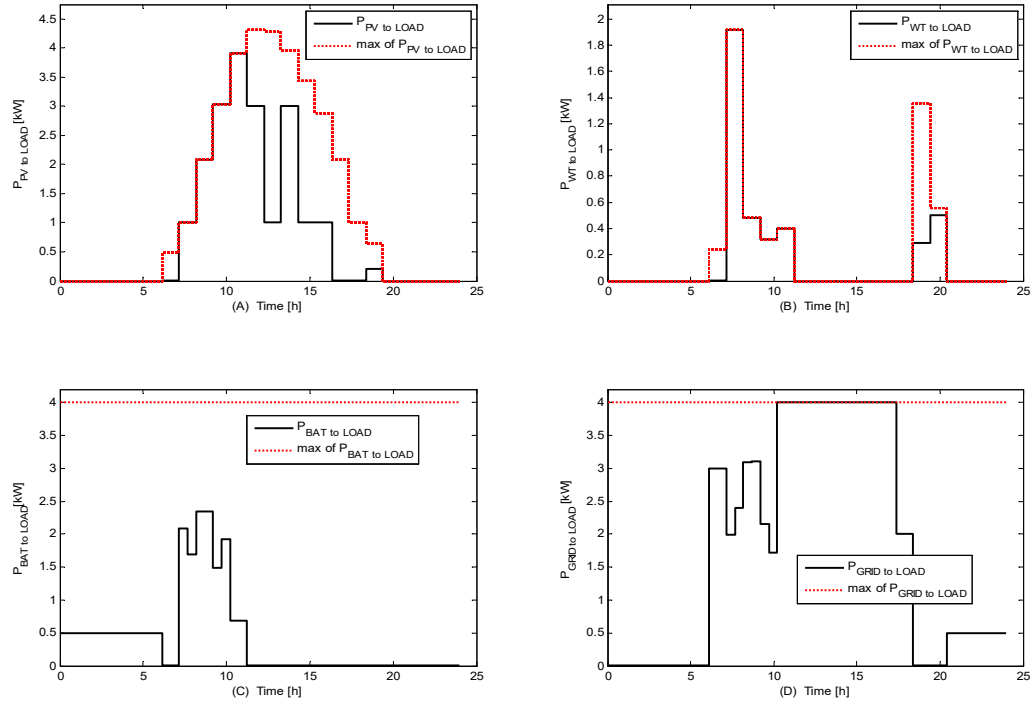 P_PV to LOAD [kW]
4.5
4
3.5
3
2.5
2
1.5
1
0.5
0
P_PV to LOAD
max of P_PV to LOAD
0 5 10 15 20 25
(A) Time [h]
P_WT to LOAD [kW]
2
1.8
1.6
1.4
1.2
1
0.8
0.6
0.4
0.2
0
P_WT to LOAD
max of P_WT to LOAD
0 5 10 15 20 25
(B) Time [h]
P_BAT to LOAD [kW]
4
3.5
3
2.5
2
1.5
1
0.5
0
P_BAT to LOAD
max of P_BAT to LOAD
0 5 10 15 20 25
(C) Time [h]
P_GRID to LOAD [kW]
4
3.5
3
2.5
2
1.5
1
0.5
0
P_GRID to LOAD
max of P_GRID to LOAD
0 5 10 15 20 25
(D) Time [h]